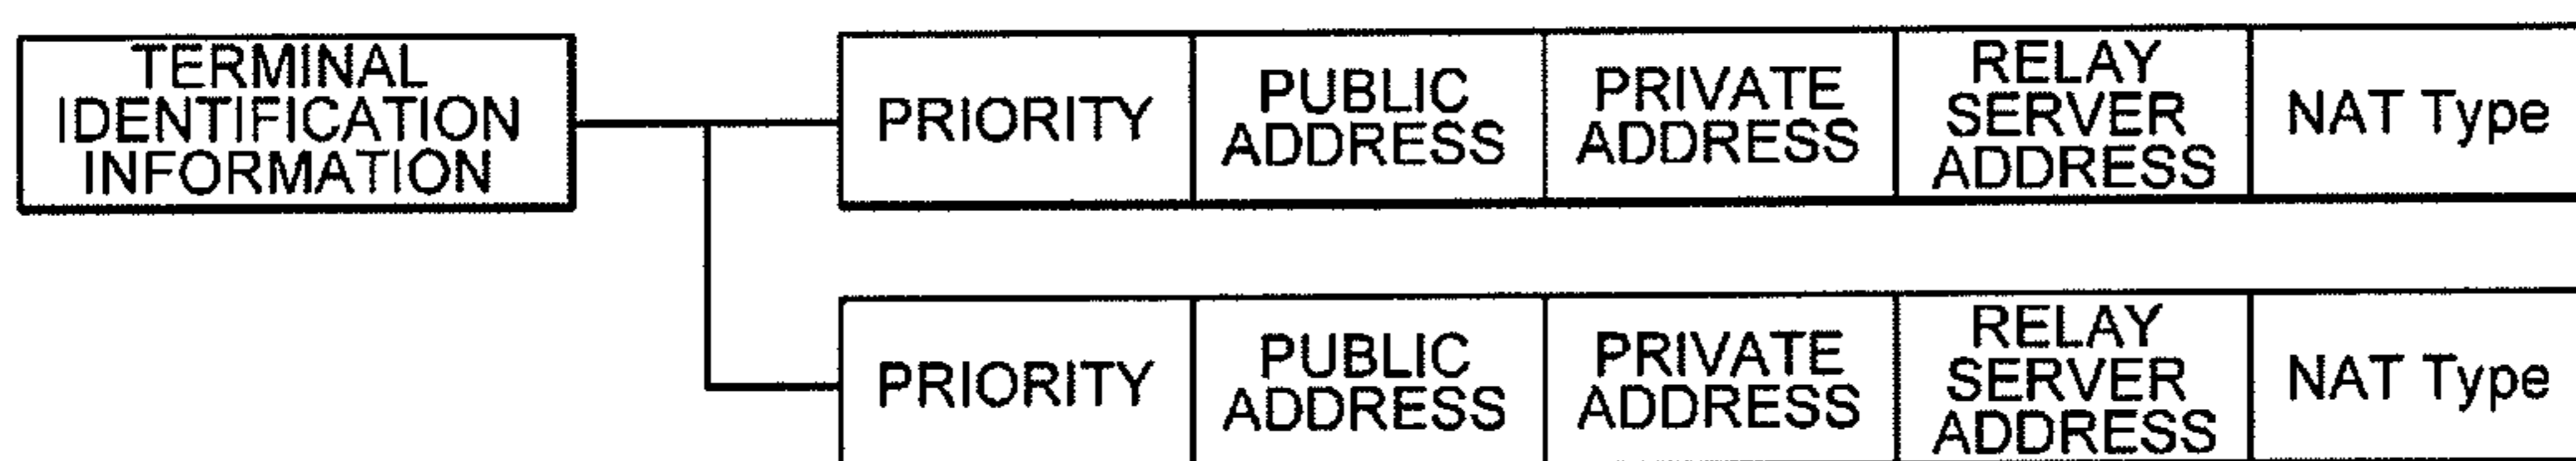 TERMINAL
IDENTIFICATION
INFORMATION
PRIORITY
PUBLIC
ADDRESS
PRIVATE
ADDRESS
RELAY
SERVER
ADDRESS
NAT Type
PRIORITY
PUBLIC
ADDRESS
PRIVATE
ADDRESS
RELAY
SERVER
ADDRESS
NAT Type